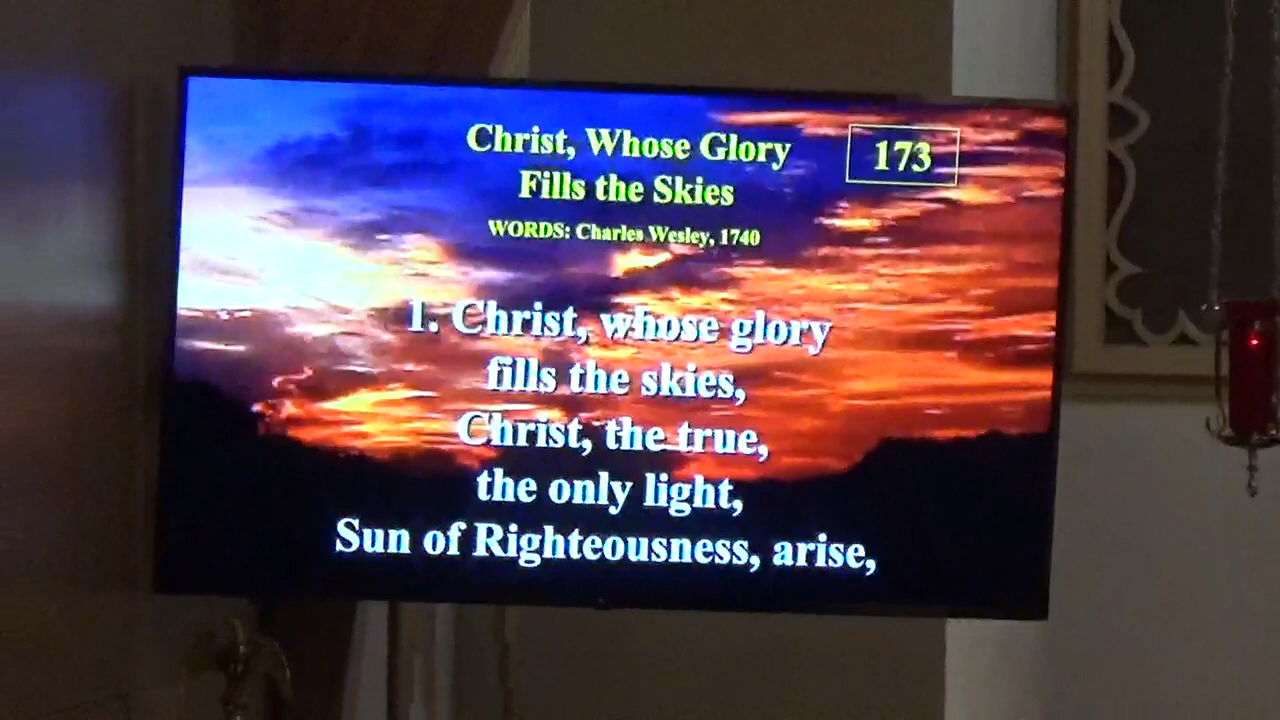 Christ, Whose Glory
Fills the Skies
173
WORDS: Charles Wesley, 1740
1. Christ, whose glory
fills the skies,
Christ, the true,
the only light,
Sun of Righteousness, arise,